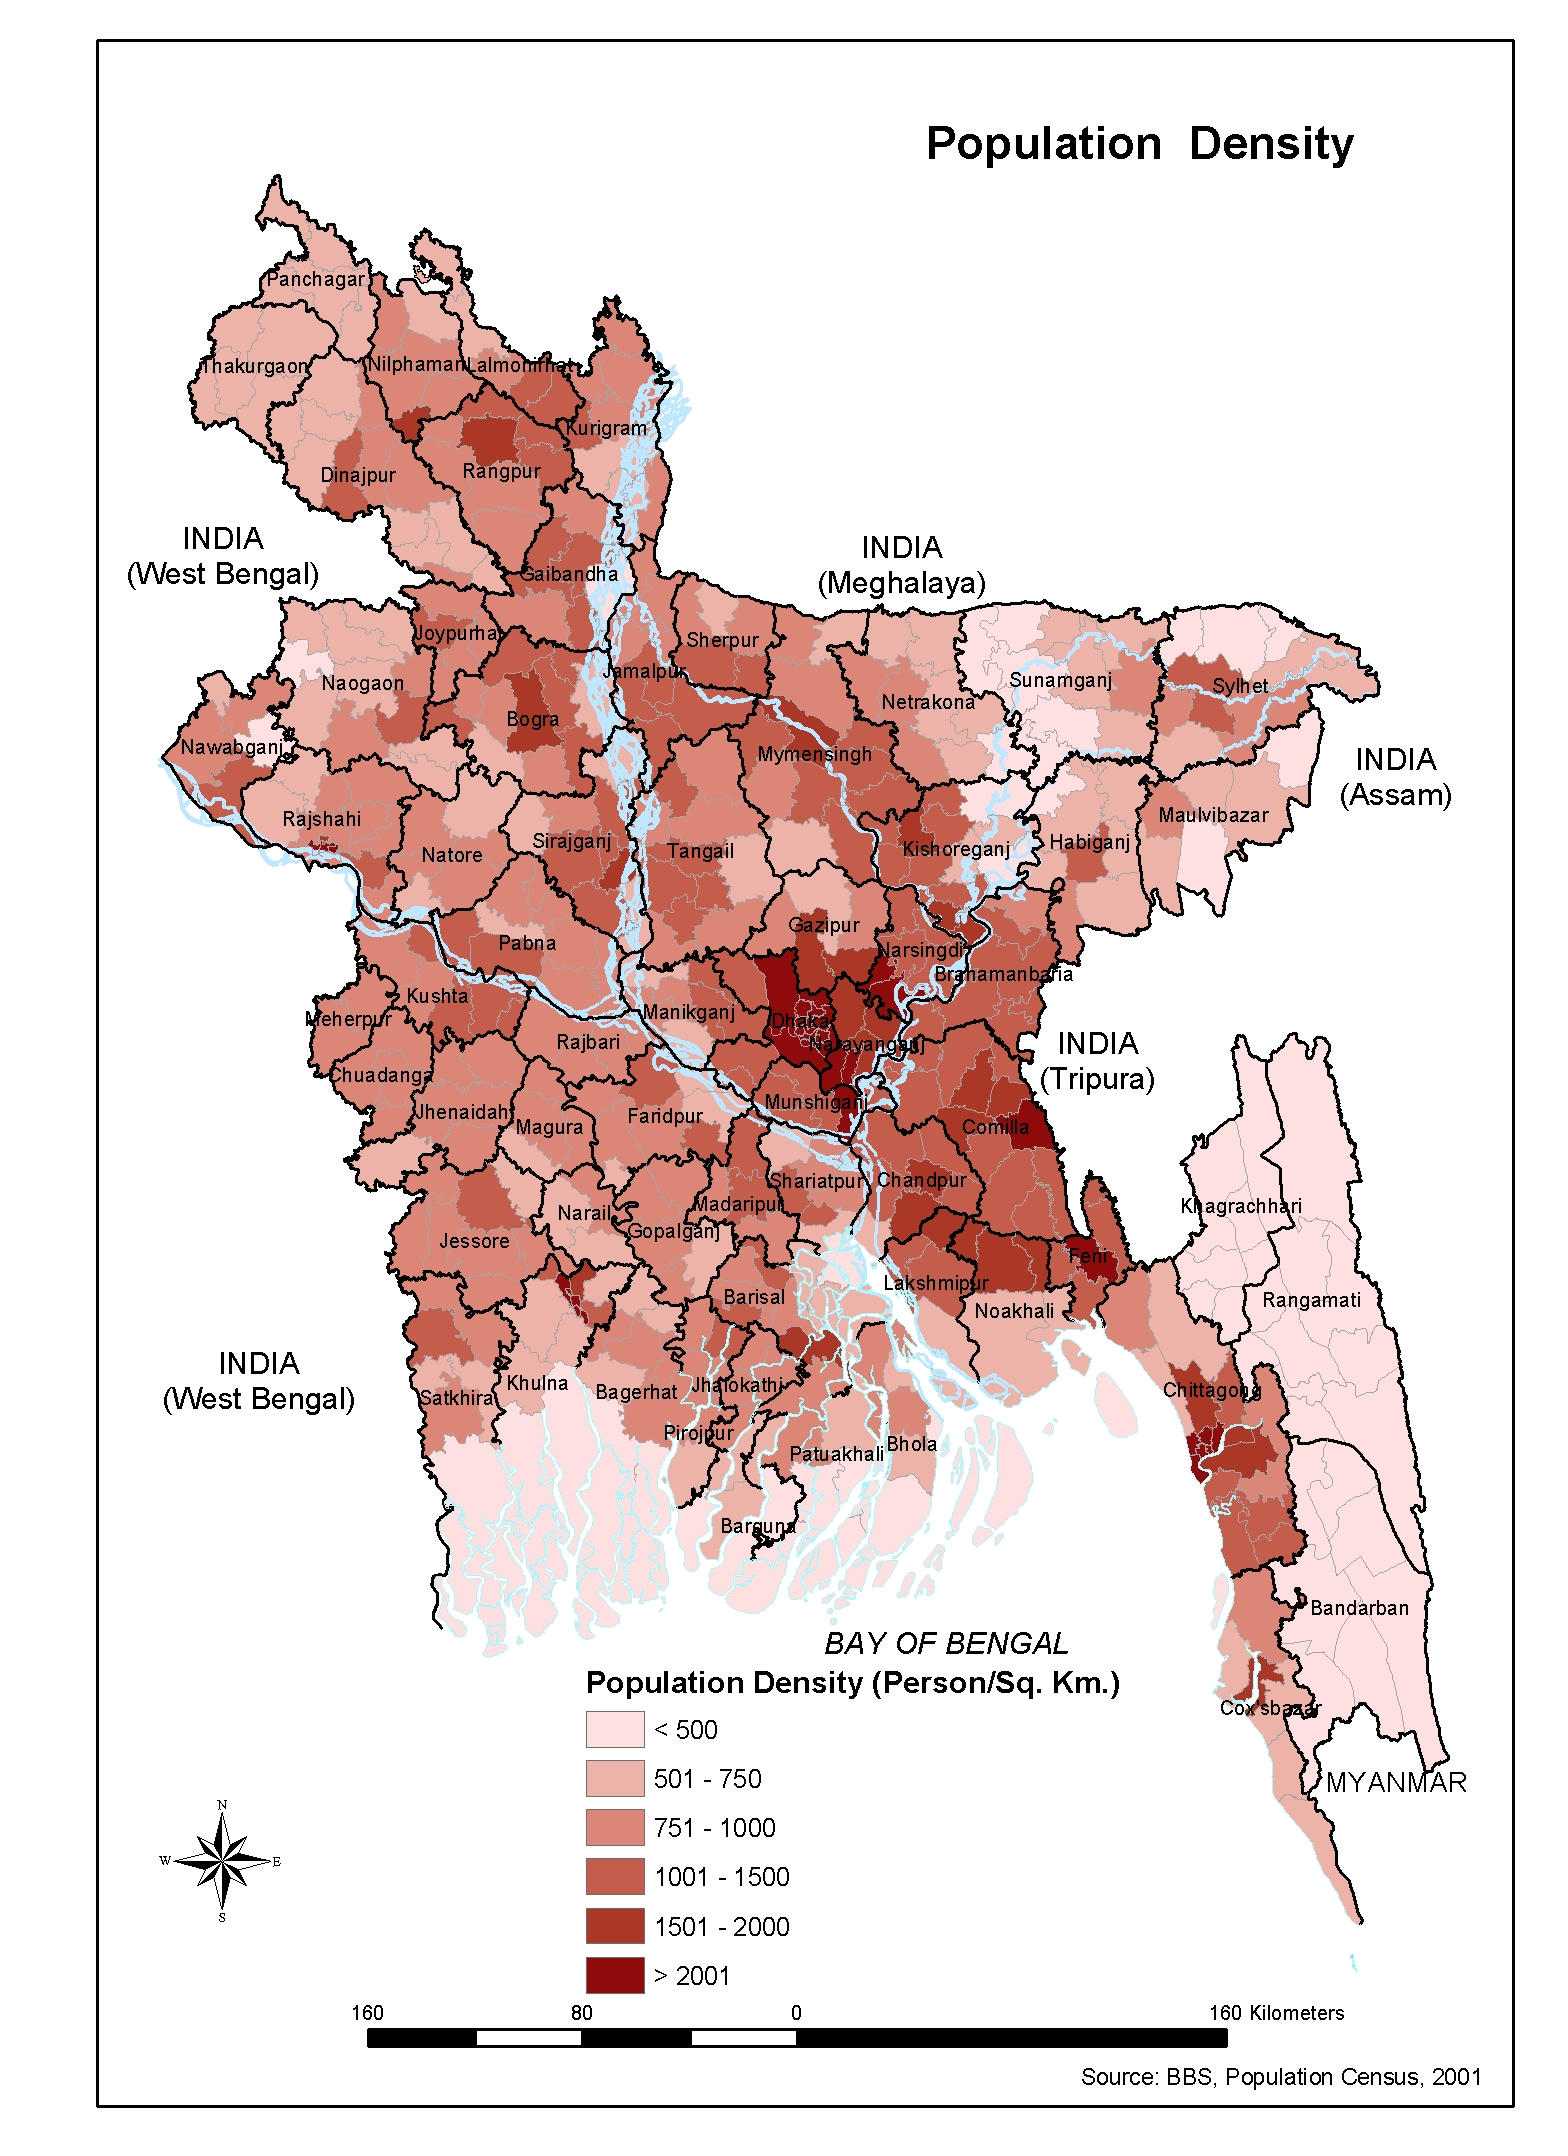 Population Density
Panchagar
Thakurgaon
Nilphamari
Lalmonirhat
Kurigram
Dinajpur
Rangpur
INDIA
(West Bengal)
INDIA
(Meghalaya)
Gaibandha
Joypurhat
Sherpur
Jamalpur
Naogaon
Bogra
Netrakona
Sunamganj
Sylhet
Nawabganj
Mymensingh
INDIA
(Assam)
Rajshahi
Natore
Sirajganj
Tangail
Kishoreganj
Habiganj
Maulvibazar
Gazipur
Pabna
Narsingdi
Brahamanbaria
Kushta
Meherpur
Manikganj
Dhaka
Rajbari
Narayanganj
INDIA
(Tripura)
Chuadanga
Jhenaidah
Magura
Faridpur
Munshiganj
Comilla
Shariatpur
Chandpur
Madaripur
Narail
Gopalganj
Jessore
Khagrachhari
Feni
Barisal
Lakshmipur
Noakhali
Rangamati
INDIA
(West Bengal)
Satkhira
Khulna
Bagerhat
Jhalokathi
Pirojpur
Patuakhali
Bhola
Chittagong
Barguna
Bandarban
BAY OF BENGAL
Cox'sbazar
MYANMAR
Population Density (Person/Sq. Km.)
< 500
501 - 750
751 - 1000
1001 - 1500
1501 - 2000
> 2001
N
W E
S
160 80 0 160 Kilometers
Source: BBS, Population Census, 2001